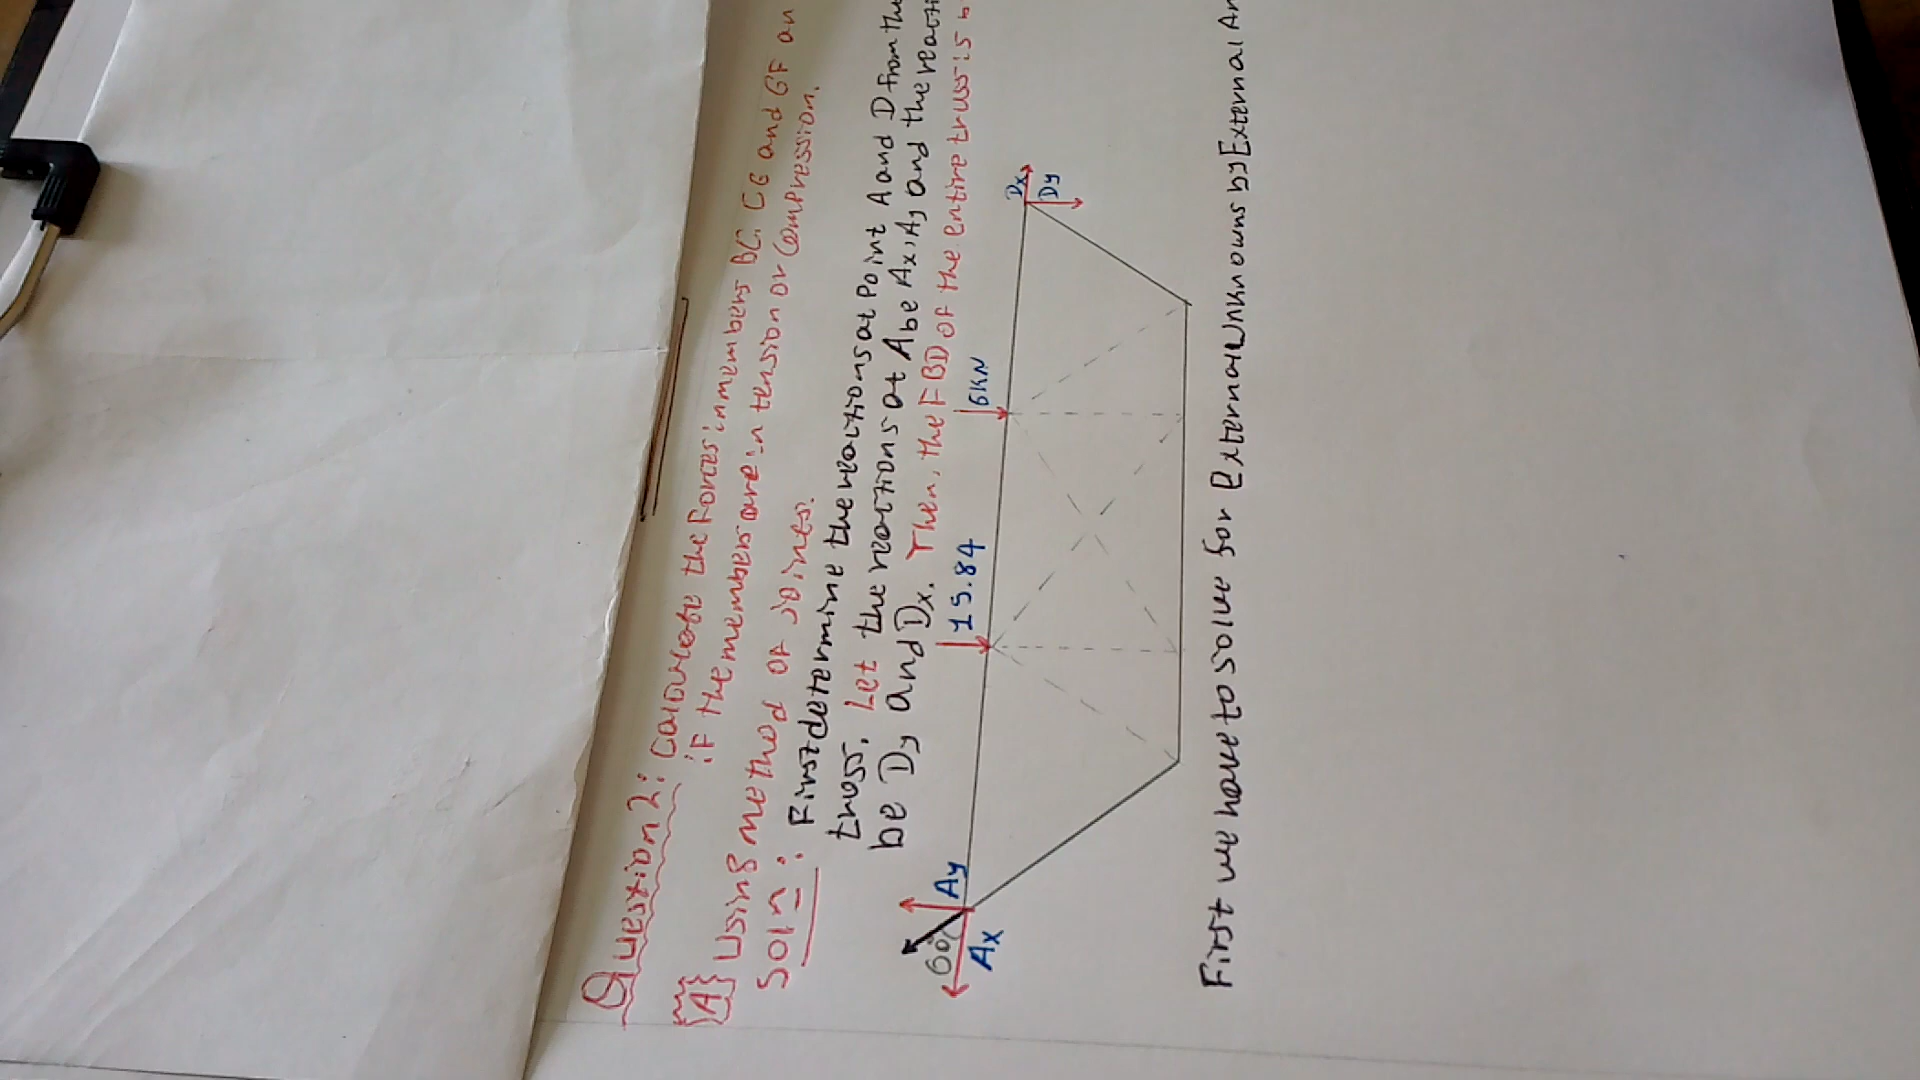 Question 2: Calculate the forces in members BC, CG and GF an
if the members are in tension or Compression.
[A] Using method of joints.
Soln: First determine the reactions at Point A and D from the
truss. Let the reactions at A be Ax, Ay and the reacti
be Dy and Dx. Then, the FBD of the entire truss is
15.84
6KN
Dx
Dy
60°
Ay
Ax
First we have to solve for External Unknowns by External